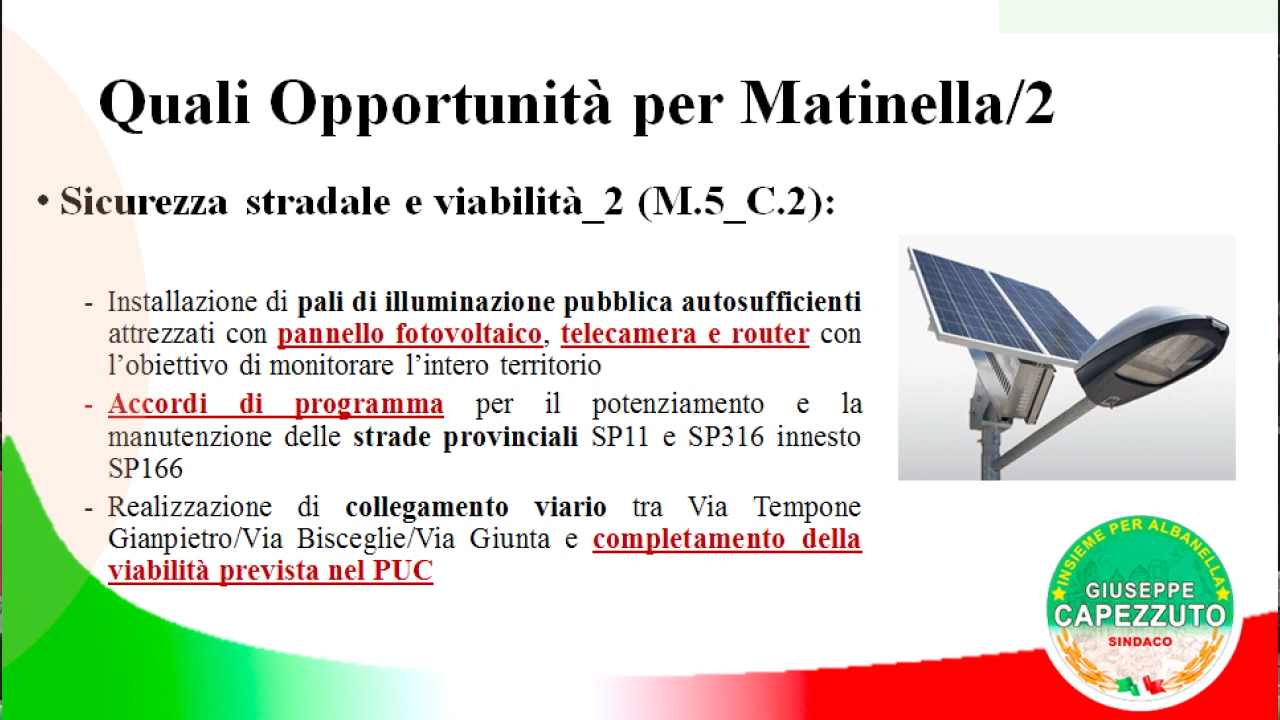 Quali Opportunità per Matinella/2
• Sicurezza stradale e viabilità_2 (M.5_C.2):
- Installazione di pali di illuminazione pubblica autosufficienti
attrezzati con pannello fotovoltaico, telecamera e router con
l’obiettivo di monitorare l’intero territorio
- Accordi di programma per il potenziamento e la
manutenzione delle strade provinciali SP11 e SP316 innesto
SP166
- Realizzazione di collegamento viario tra Via Tempone
Gianpietro/Via Bisceglie/Via Giunta e completamento della
viabilità prevista nel PUC
INSIEME PER ALBANELLA
GIUSEPPE
CAPEZZUTO
SINDACO